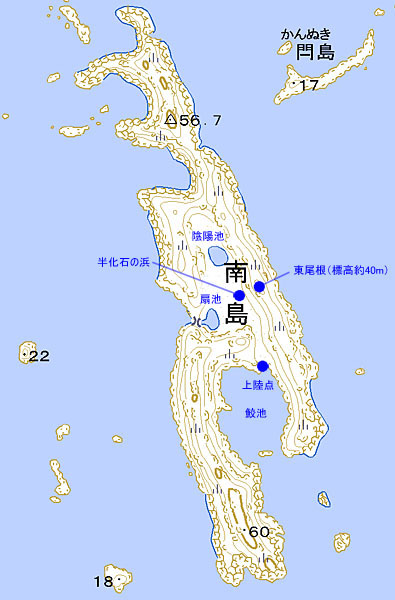 かんぬき
門島
17
56.7
陰陽池
半化石の浜
南島
東尾根(標高約40m)
扇池
22
上陸点
鮫池
60
18